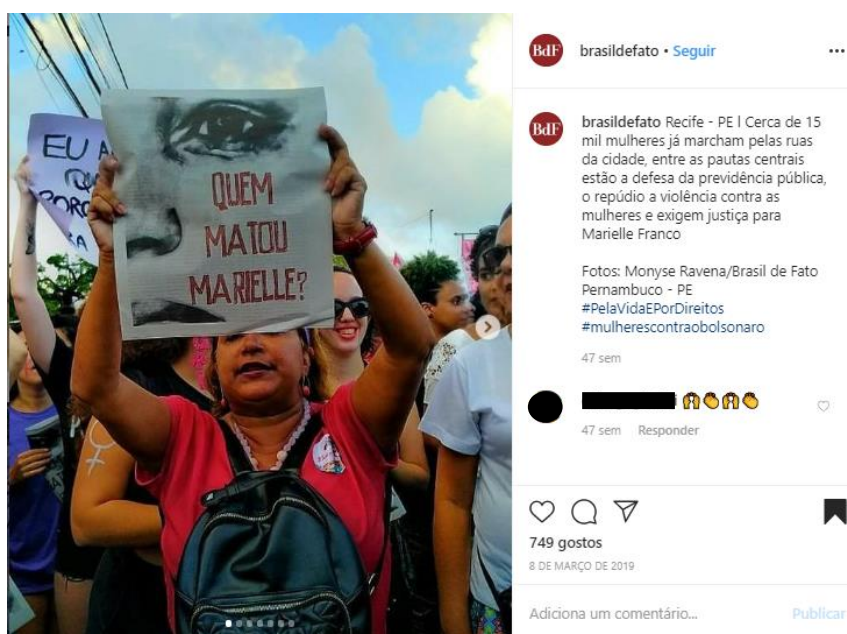 EU A
QUEM
MATOU
MARIELLE?
BdF
brasildefato • Seguir
BdF
brasildefato Recife - PE l Cerca de 15
mil mulheres já marcham pelas ruas
da cidade, entre as pautas centrais
estão a defesa da previdência pública,
o repúdio a violência contra as
mulheres e exigem justiça para
Marielle Franco
Fotos: Monyse Ravena/Brasil de Fato
Pernambuco - PE
#PelaVidaEPorDireitos
#mulherescontraobolsonaro
47 sem
47 sem Responder
749 gostos
8 DE MARÇO DE 2019
Adiciona um comentário... Publicar